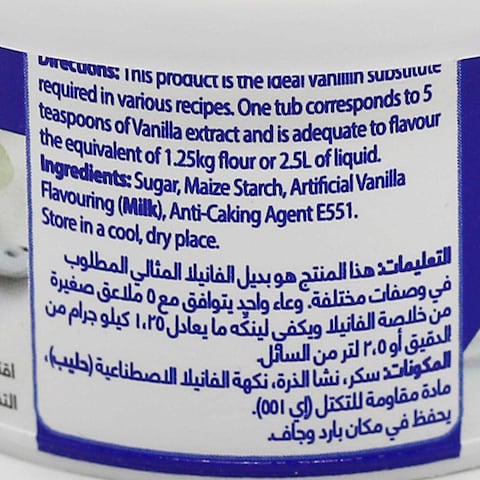 Directions: This product is the ideal vanillin substitute
required in various recipes. One tub corresponds to 5
teaspoons of Vanilla extract and is adequate to flavour
the equivalent of 1.25kg flour or 2.5L of liquid.
Ingredients: Sugar, Maize Starch, Artificial Vanilla
Flavouring (Milk), Anti-Caking Agent E551.
Store in a cool, dry place.
التعليمات: هذا المنتج هو بديل الفانيلا المثالي المطلوب
في وصفات مختلفة. وعاء واحد يتوافق مع ٥ ملاعق صغيرة
من خلاصة الفانيلا ويكفي لينكّه ما يعادل ١،٢٥ كيلو جرام من
الدقيق أو ٢،٥ لتر من السائل.
المكونات: سكر، نشا الذرة، نكهة الفانيلا الاصطناعية (حليب)،
مادة مقاومة للتكتل (إي ٥٥١).
يحفظ في مكان بارد وجاف.